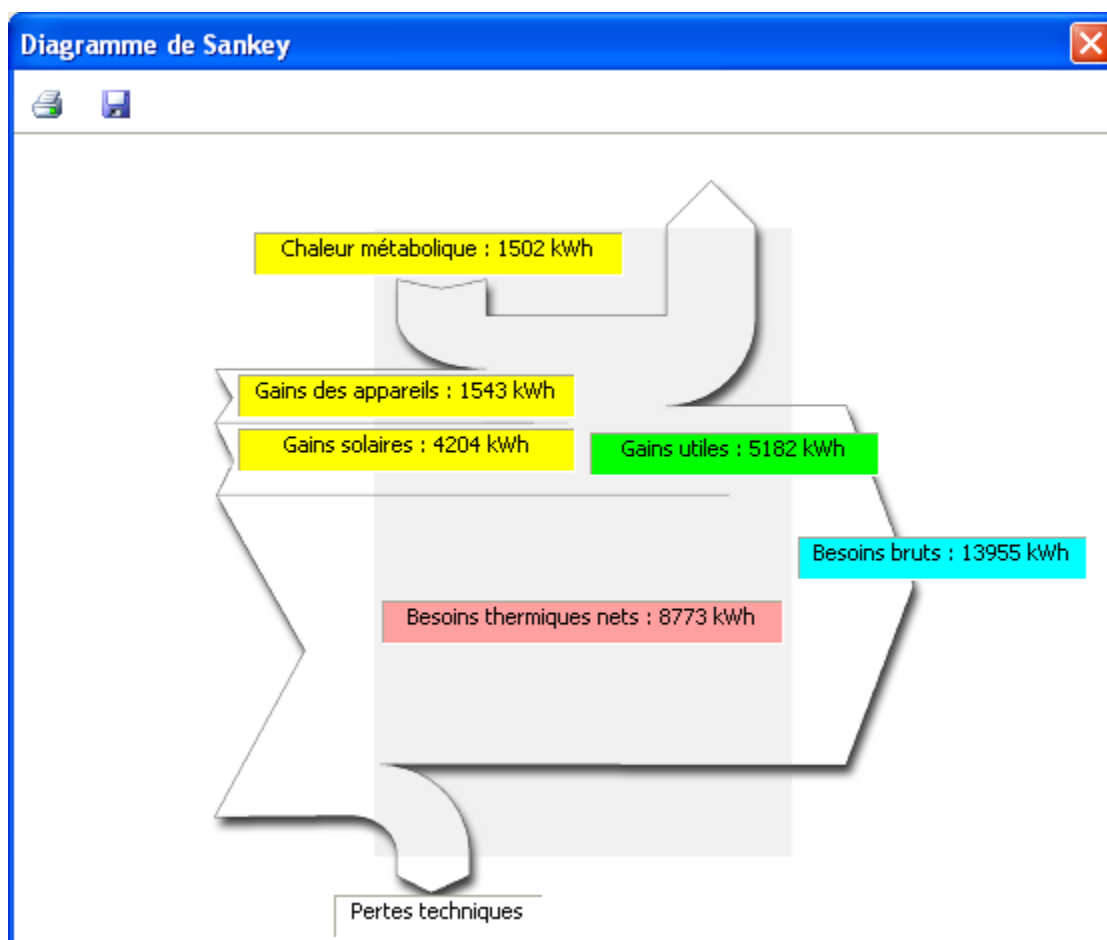 Diagramme de Sankey
Chaleur métabolique : 1502 kWh
Gains des appareils : 1543 kWh
Gains solaires : 4204 kWh
Gains utiles : 5182 kWh
Besoins bruts : 13955 kWh
Besoins thermiques nets : 8773 kWh
Pertes techniques